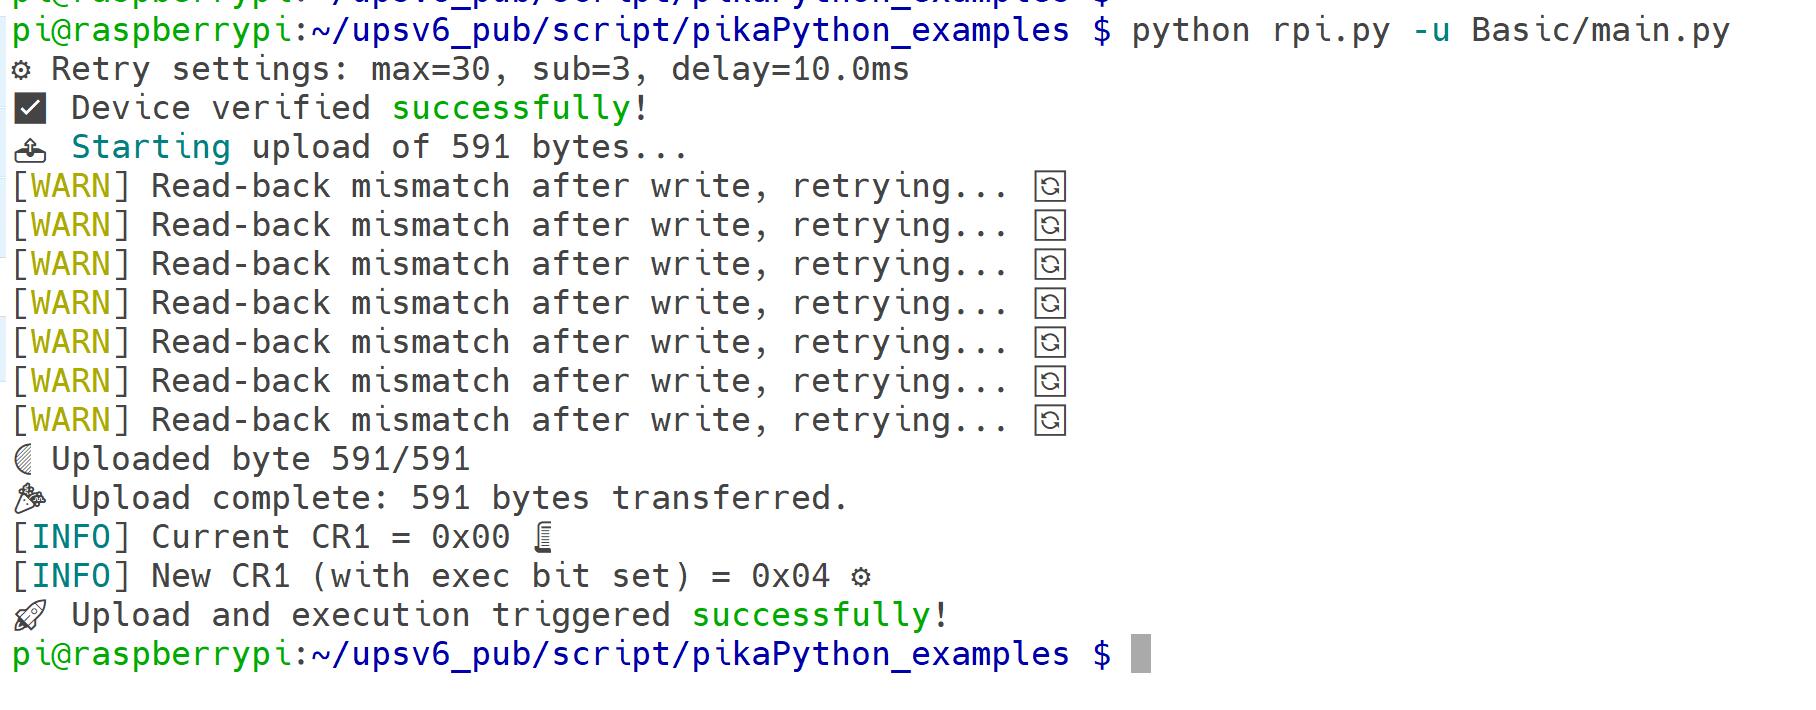 pi@raspberrypi:~/upsv6_pub/script/pikaPython_examples $
pi@raspberrypi:~/upsv6_pub/script/pikaPython_examples $ python rpi.py -u Basic/main.py
⚙ Retry settings: max=30, sub=3, delay=10.0ms
✅ Device verified successfully!
📤 Starting upload of 591 bytes...
[WARN] Read-back mismatch after write, retrying... 🔄
[WARN] Read-back mismatch after write, retrying... 🔄
[WARN] Read-back mismatch after write, retrying... 🔄
[WARN] Read-back mismatch after write, retrying... 🔄
[WARN] Read-back mismatch after write, retrying... 🔄
[WARN] Read-back mismatch after write, retrying... 🔄
[WARN] Read-back mismatch after write, retrying... 🔄
Uploaded byte 591/591
🎉 Upload complete: 591 bytes transferred.
[INFO] Current CR1 = 0x00 📜
[INFO] New CR1 (with exec bit set) = 0x04 ⚙
🚀 Upload and execution triggered successfully!
pi@raspberrypi:~/upsv6_pub/script/pikaPython_examples $